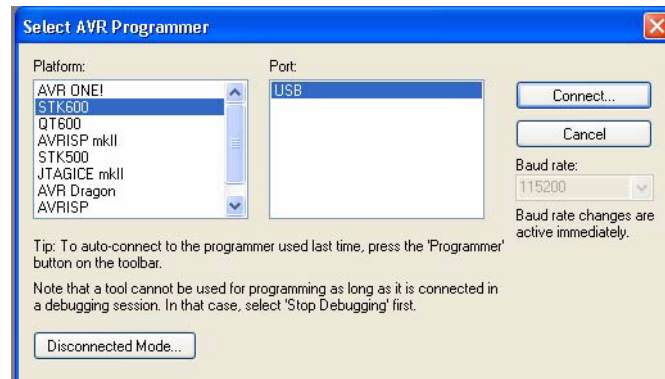 Select AVR Programmer
Platform:
Port:
AVR ONE!
STK600
QT600
AVRISP mkII
STK500
JTAGICE mkII
AVR Dragon
AVRISP
USB
Connect...
Cancel
Baud rate:
115200
Baud rate changes are
active immediately.
Tip: To auto-connect to the programmer used last time, press the 'Programmer'
button on the toolbar.
Note that a tool cannot be used for programming as long as it is connected in
a debugging session. In that case, select 'Stop Debugging' first.
Disconnected Mode...